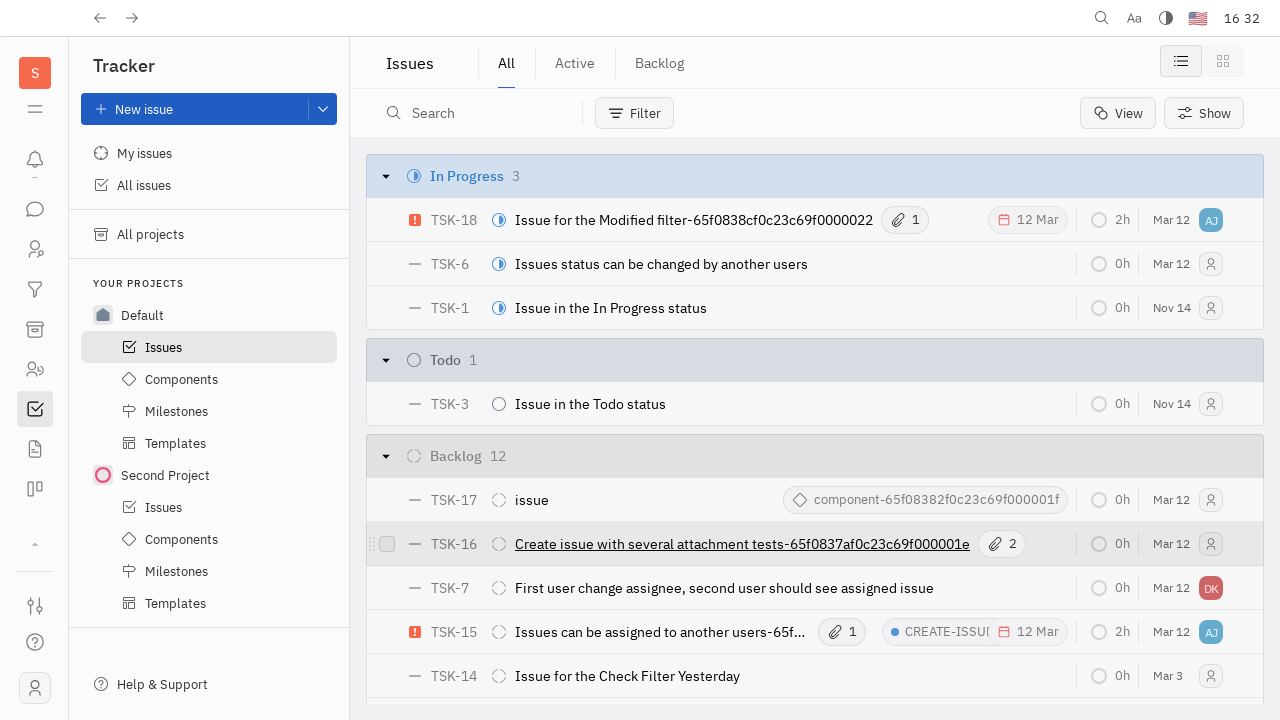 Aa
16 32
S
Tracker
New issue
My issues
All issues
All projects
YOUR PROJECTS
Default
Issues
Components
Milestones
Templates
Second Project
Issues
Components
Milestones
Templates
Help & Support
Issues
All
Active
Backlog
Search
Filter
View
Show
In Progress 3
TSK-18 Issue for the Modified filter-65f0838cf0c23c69f0000022 1 12 Mar 2h Mar 12 AJ
TSK-6 Issues status can be changed by another users 0h Mar 12
TSK-1 Issue in the In Progress status 0h Nov 14
Todo 1
TSK-3 Issue in the Todo status 0h Nov 14
Backlog 12
TSK-17 issue component-65f08382f0c23c69f000001f 0h Mar 12
TSK-16 Create issue with several attachment tests-65f0837af0c23c69f000001e 2 0h Mar 12
TSK-7 First user change assignee, second user should see assigned issue 0h Mar 12 DK
TSK-15 Issues can be assigned to another users-65f... 1 CREATE-ISSU 12 Mar 2h Mar 12 AJ
TSK-14 Issue for the Check Filter Yesterday 0h Mar 3